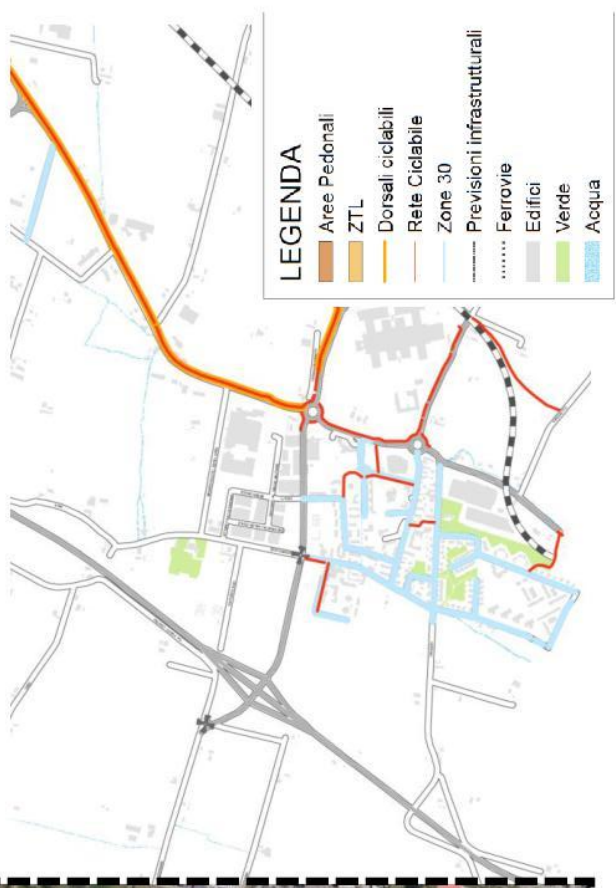 LEGENDA
Aree Pedonali
ZTL
Dorsali ciclabili
Rete Ciclabile
Zone 30
Previsioni infrastrutturali
Ferrovie
Edifici
Verde
Acqua